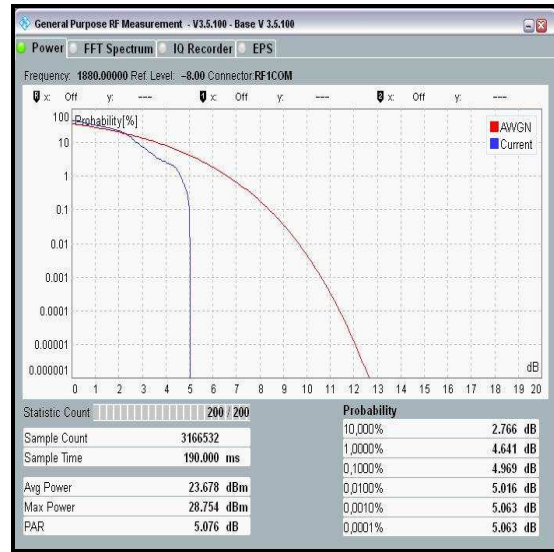 General Purpose RF Measurement - V3.5.100 - Base V 3.5.100
Power FFT Spectrum IQ Recorder EPS
Frequency: 1880.00000 Ref. Level: -8.00 Connector:RF1COM
R x: Off y: --- 1 x: Off y: --- 2 x: Off y: ---
100 Probability[%]
AWGN
Current
10
1
0.1
0.01
0.001
0.0001
0.00001
0.000001
dB
0 1 2 3 4 5 6 7 8 9 10 11 12 13 14 15 16 17 18 19 20
Statistic Count 200 / 200
Sample Count 3166532
Sample Time 190.000 ms
Avg Power 23.678 dBm
Max Power 28.754 dBm
PAR 5.076 dB
Probability
10,000% 2.766 dB
1,0000% 4.641 dB
0,1000% 4.969 dB
0,0100% 5.016 dB
0,0010% 5.063 dB
0,0001% 5.063 dB